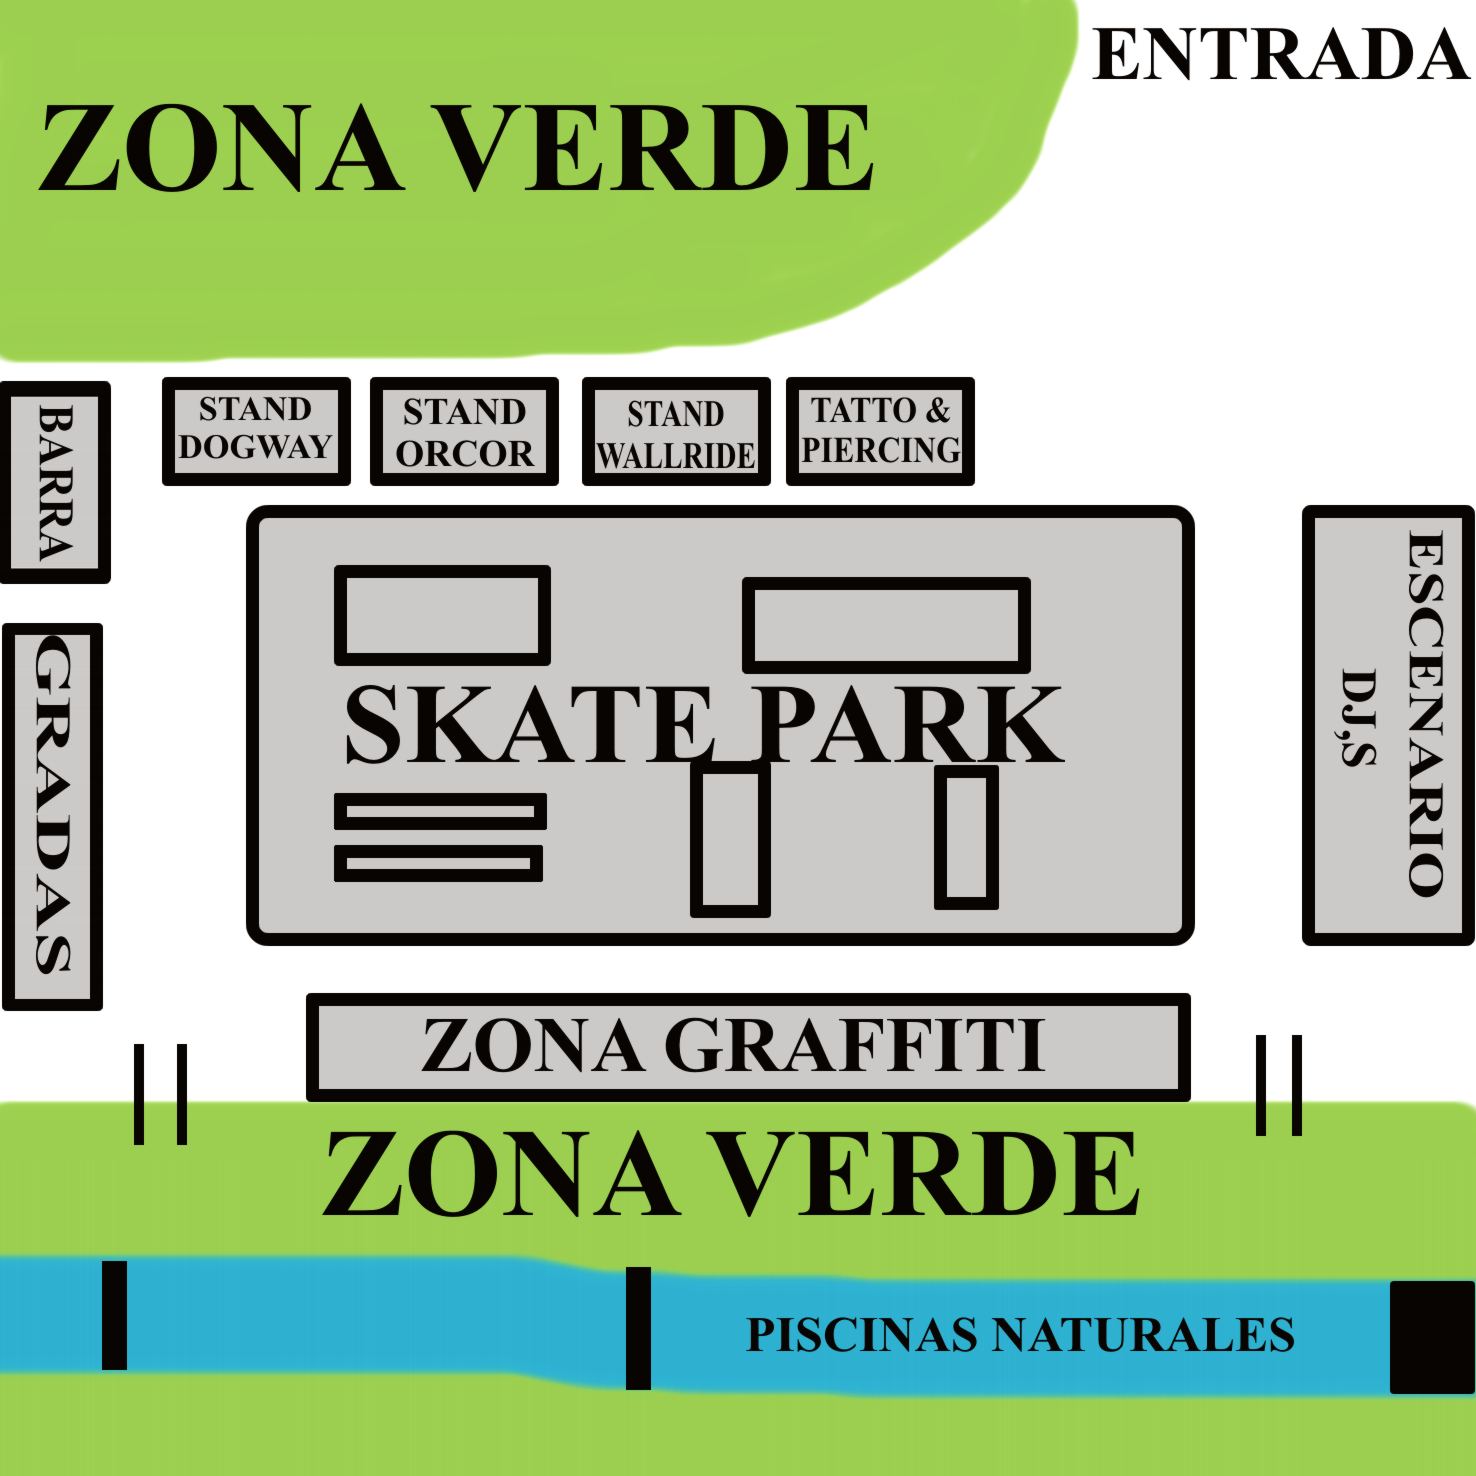 ENTRADA
ZONA VERDE
BARRA
STAND
DOGWAY
STAND
ORCOR
STAND
WALLRIDE
TATTO &
PIERCING
GRADAS
SKATE PARK
ESCENARIO
DJ,S
ZONA GRAFFITI
ZONA VERDE
PISCINAS NATURALES